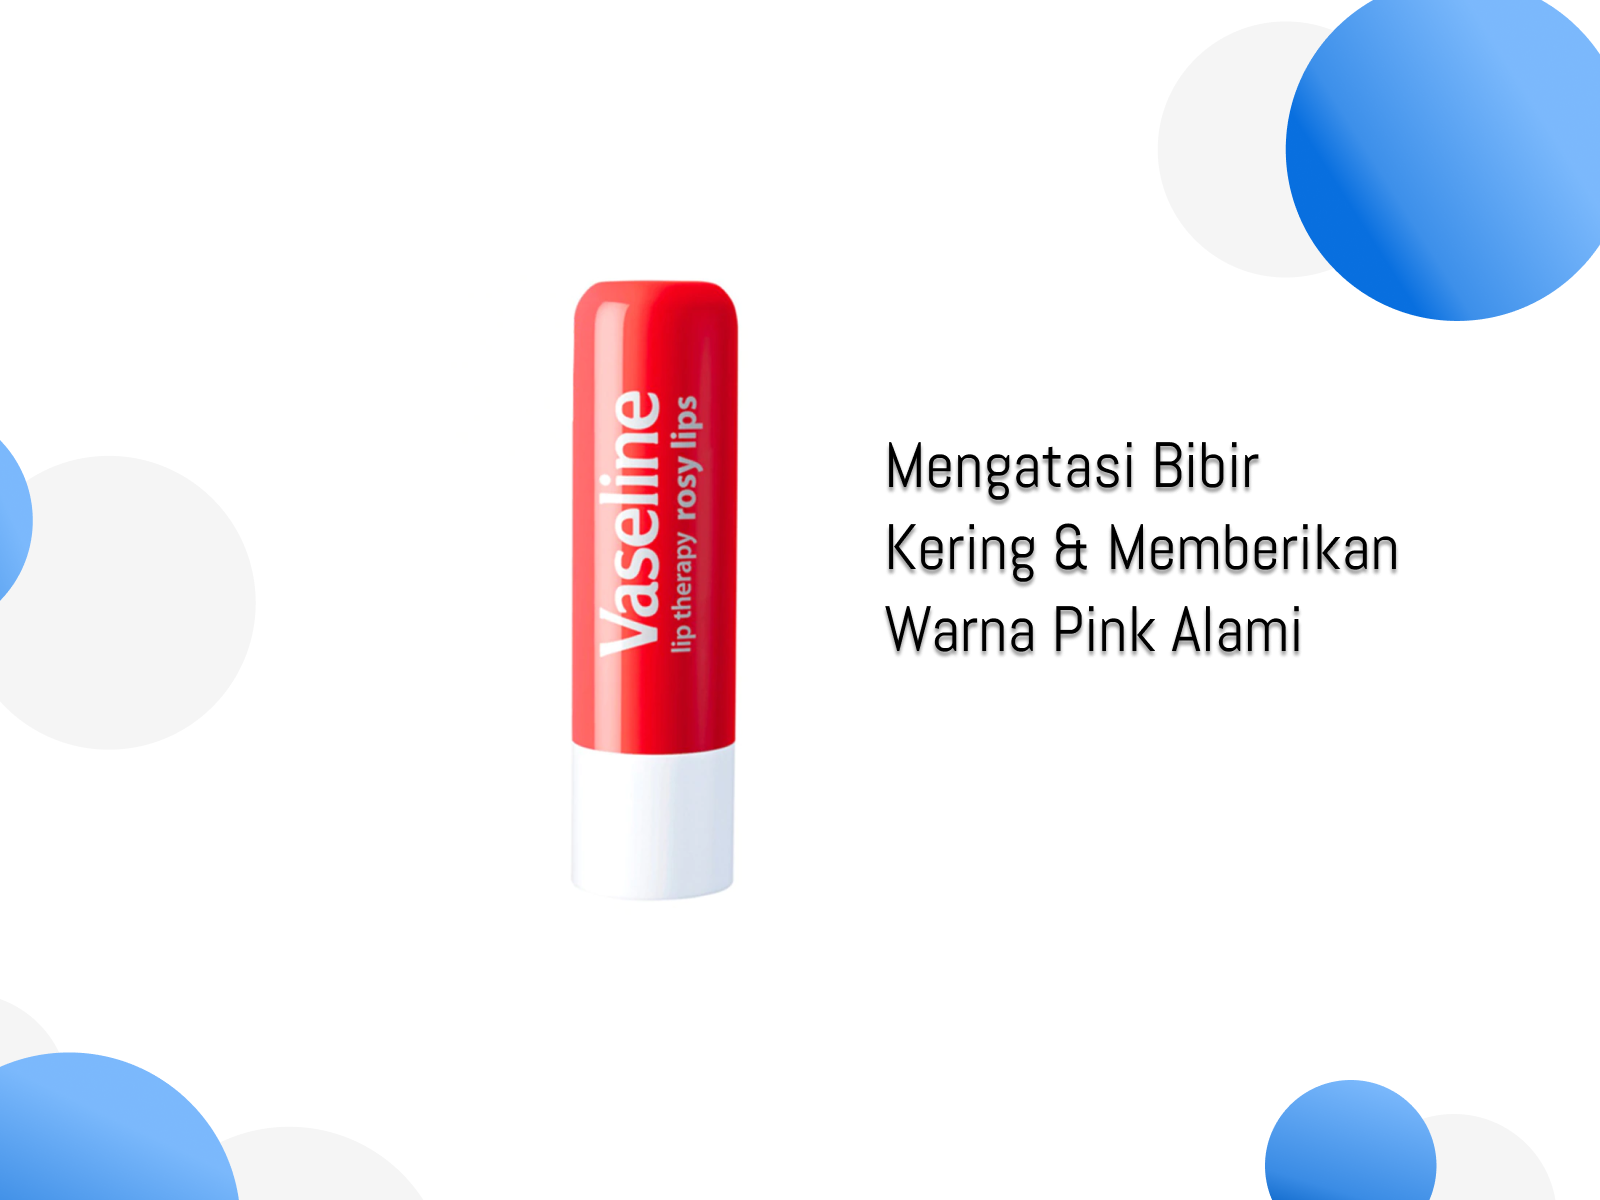 Vaseline
lip therapy rosy lips
Mengatasi Bibir
Kering & Memberikan
Warna Pink Alami